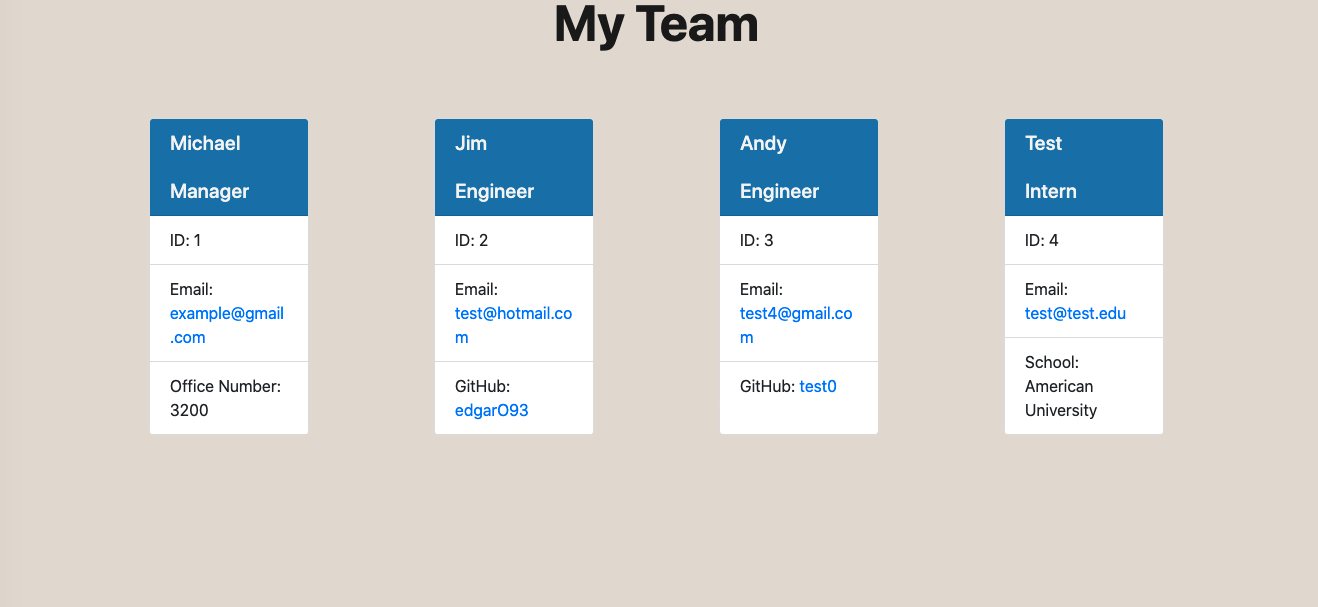 My Team
Michael
Manager
ID: 1
Email:
example@gmail
.com
Office Number:
3200
Jim
Engineer
ID: 2
Email:
test@hotmail.co
m
GitHub:
edgarO93
Andy
Engineer
ID: 3
Email:
test4@gmail.co
m
GitHub: test0
Test
Intern
ID: 4
Email:
test@test.edu
School:
American
University